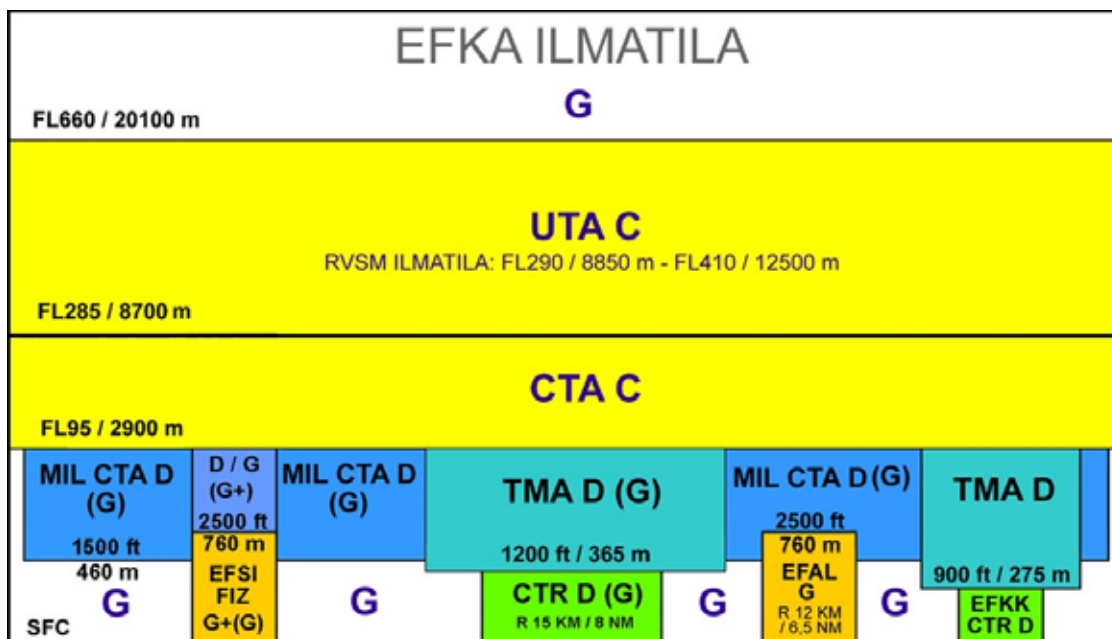 EFKA ILMATILA
G
FL660 / 20100 m
UTA C
RVSM ILMATILA: FL290 / 8850 m - FL410 / 12500 m
FL285 / 8700 m
CTA C
FL95 / 2900 m
MIL CTA D
(G)
1500 ft
460 m
G
SFC
D / G
(G+)
2500 ft
760 m
EFSI
FIZ
G+(G)
MIL CTA D
(G)
G
TMA D (G)
1200 ft / 365 m
CTR D (G)
R 15 KM / 8 NM
G
MIL CTA D (G)
2500 ft
760 m
EFAL
G
R 12 KM
/ 6,5 NM
G
TMA D
900 ft / 275 m
EFKK
CTR D